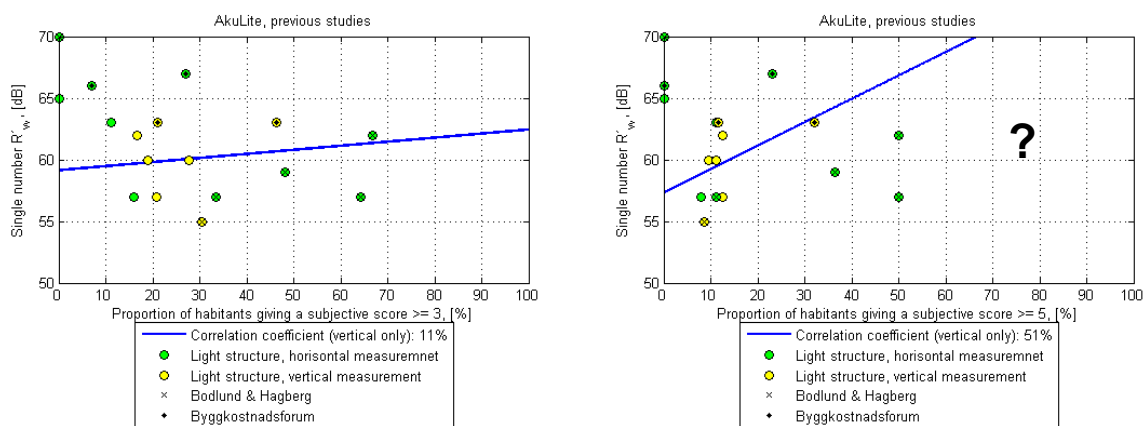 AkuLite, previous studies
Single number R'w, [dB]
70
65
60
55
50
0 10 20 30 40 50 60 70 80 90 100
Proportion of habitants giving a subjective score >= 3, [%]
Correlation coefficient (vertical only): 11%
Light structure, horisontal measuremnet
Light structure, vertical measurement
Bodlund & Hagberg
Byggkostnadsforum
AkuLite, previous studies
Single number R'w, [dB]
70
65
60
55
50
?
0 10 20 30 40 50 60 70 80 90 100
Proportion of habitants giving a subjective score >= 5, [%]
Correlation coefficient (vertical only): 51%
Light structure, horisontal measuremnet
Light structure, vertical measurement
Bodlund & Hagberg
Byggkostnadsforum